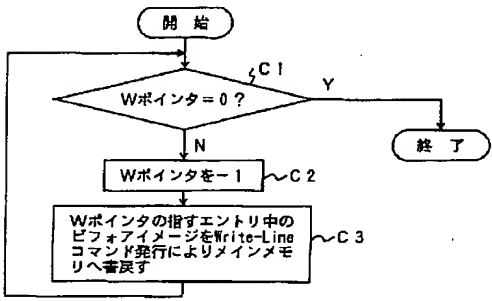 開 始
C1
Wポインタ=0?
Y
N
終 了
Wポインタを−1
C2
Wポインタの指すエントリ中の
ビフォアイメージをWrite-Line
コマンド発行によりメインメモ
リへ書戻す
C3